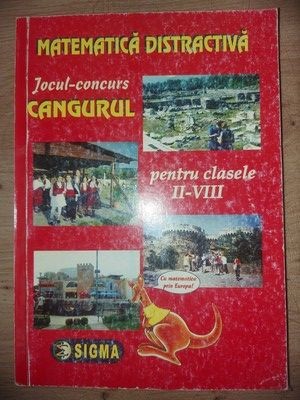 MATEMATICĂ DISTRACTIVĂ
Jocul-concurs
CANGURUL
pentru clasele
II-VIII
Cu matematica
prin Europa!
SIGMA